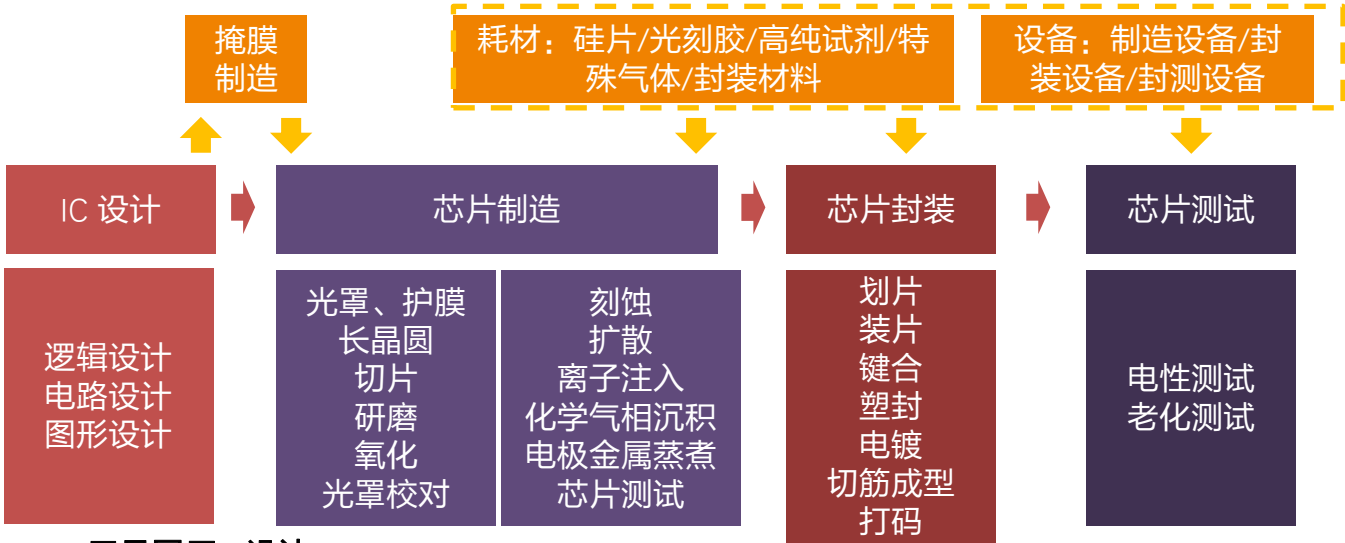 掩膜
制造
耗材：硅片/光刻胶/高纯试剂/特
殊气体/封装材料
设备：制造设备/封
装设备/封测设备
IC 设计
芯片制造
芯片封装
芯片测试
逻辑设计
电路设计
图形设计
光罩、护膜
长晶圆
切片
研磨
氧化
光罩校对
刻蚀
扩散
离子注入
化学气相沉积
电极金属蒸煮
芯片测试
划片
装片
键合
塑封
电镀
切筋成型
打码
电性测试
老化测试